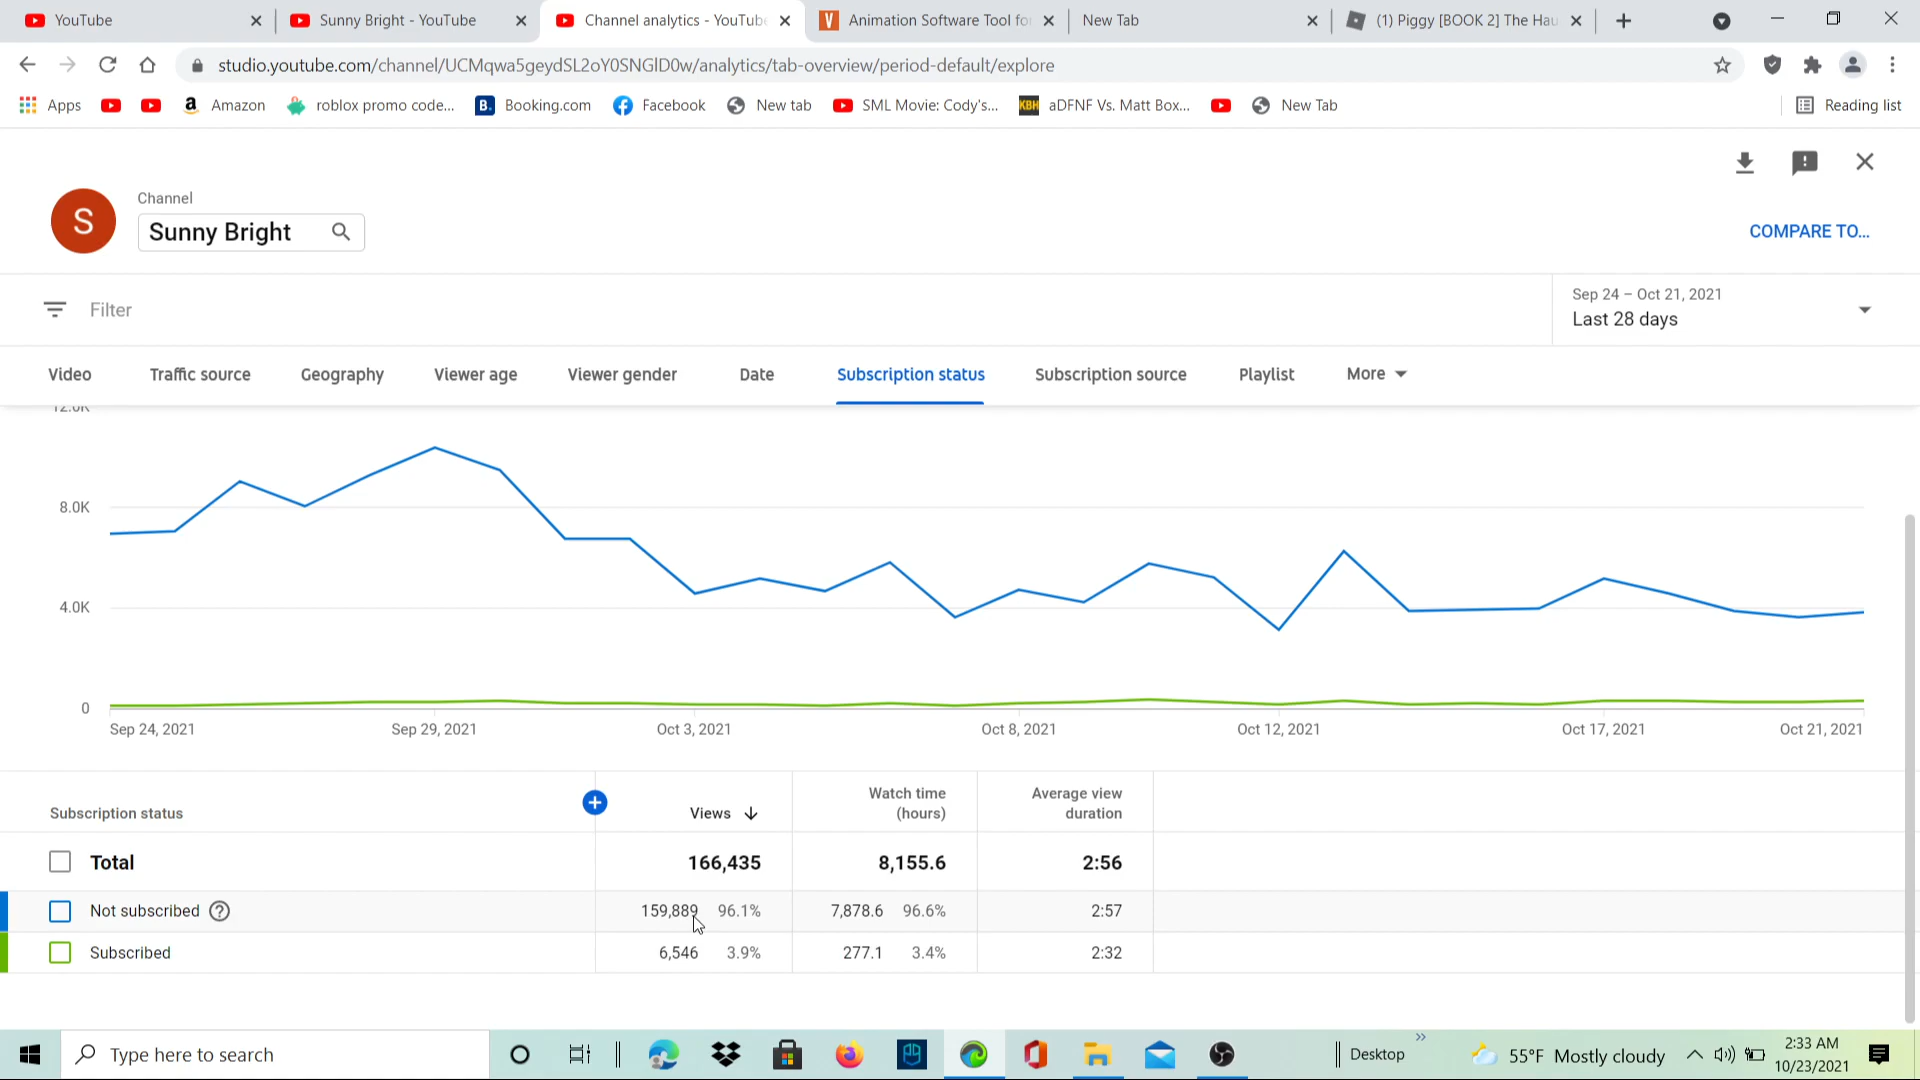 YouTube
Sunny Bright - YouTube
Channel analytics - YouTube
Animation Software Tool fo
New Tab
(1) Piggy [BOOK 2] The Hau
studio.youtube.com/channel/UCMqwa5geydSL2oY0SNGlD0w/analytics/tab-overview/period-default/explore
Apps
Amazon
roblox promo code...
Booking.com
Facebook
New tab
SML Movie: Cody's...
KBH aDFNF Vs. Matt Box...
New Tab
Reading list
Channel
S
Sunny Bright
COMPARE TO...
Filter
Sep 24 – Oct 21, 2021
Last 28 days
Video Traffic source Geography Viewer age Viewer gender Date Subscription status Subscription source Playlist More
12.0K
8.0K
4.0K
0
Sep 24, 2021 Sep 29, 2021 Oct 3, 2021 Oct 8, 2021 Oct 12, 2021 Oct 17, 2021 Oct 21, 2021
Subscription status Views Watch time (hours) Average view duration
Total 166,435 8,155.6 2:56
Not subscribed 159,889 96.1% 7,878.6 96.6% 2:57
Subscribed 6,546 3.9% 277.1 3.4% 2:32
Type here to search
Desktop
55°F Mostly cloudy
2:33 AM
10/23/2021